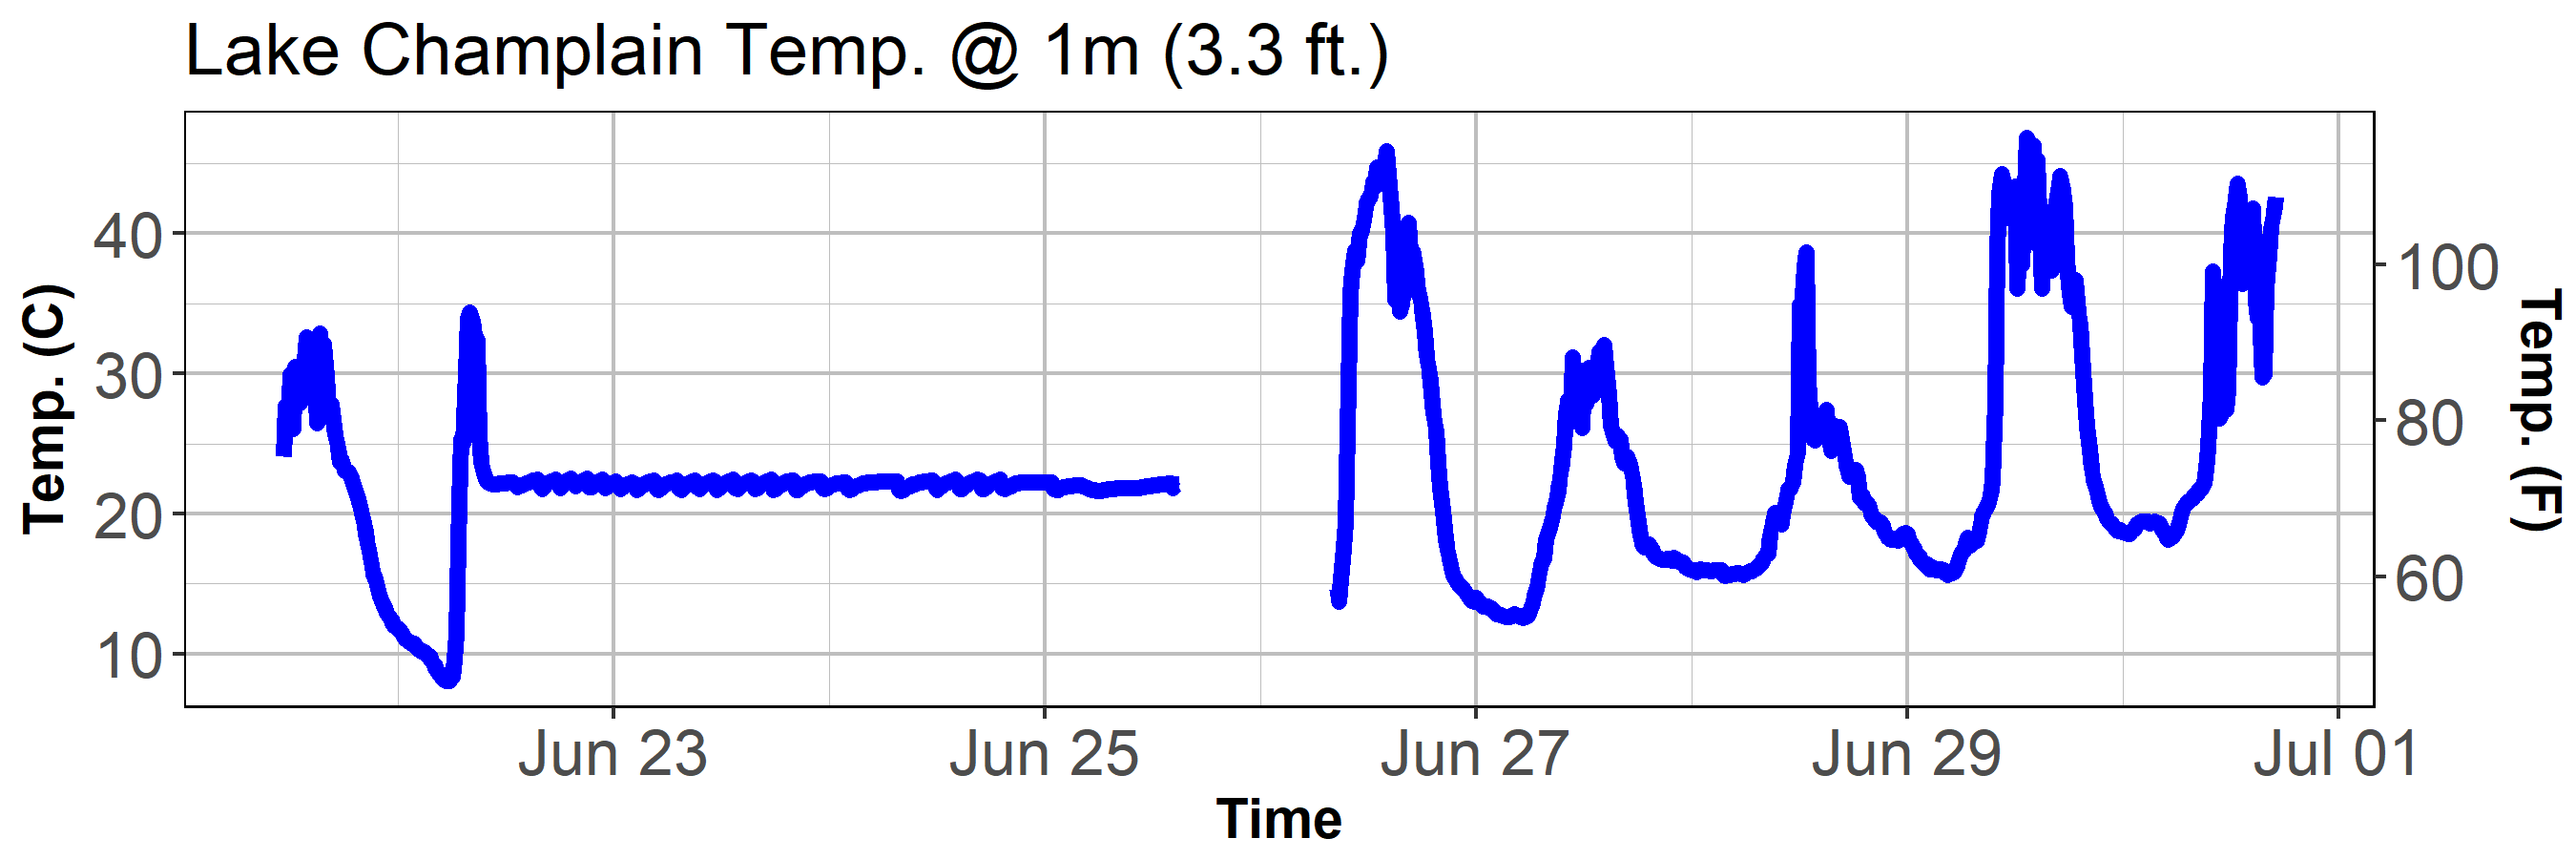 Lake Champlain Temp. @ 1m (3.3 ft.)
Temp. (C)
40
30
20
10
100
80
60
Temp. (F)
Jun 23
Jun 25
Jun 27
Jun 29
Jul 01
Time